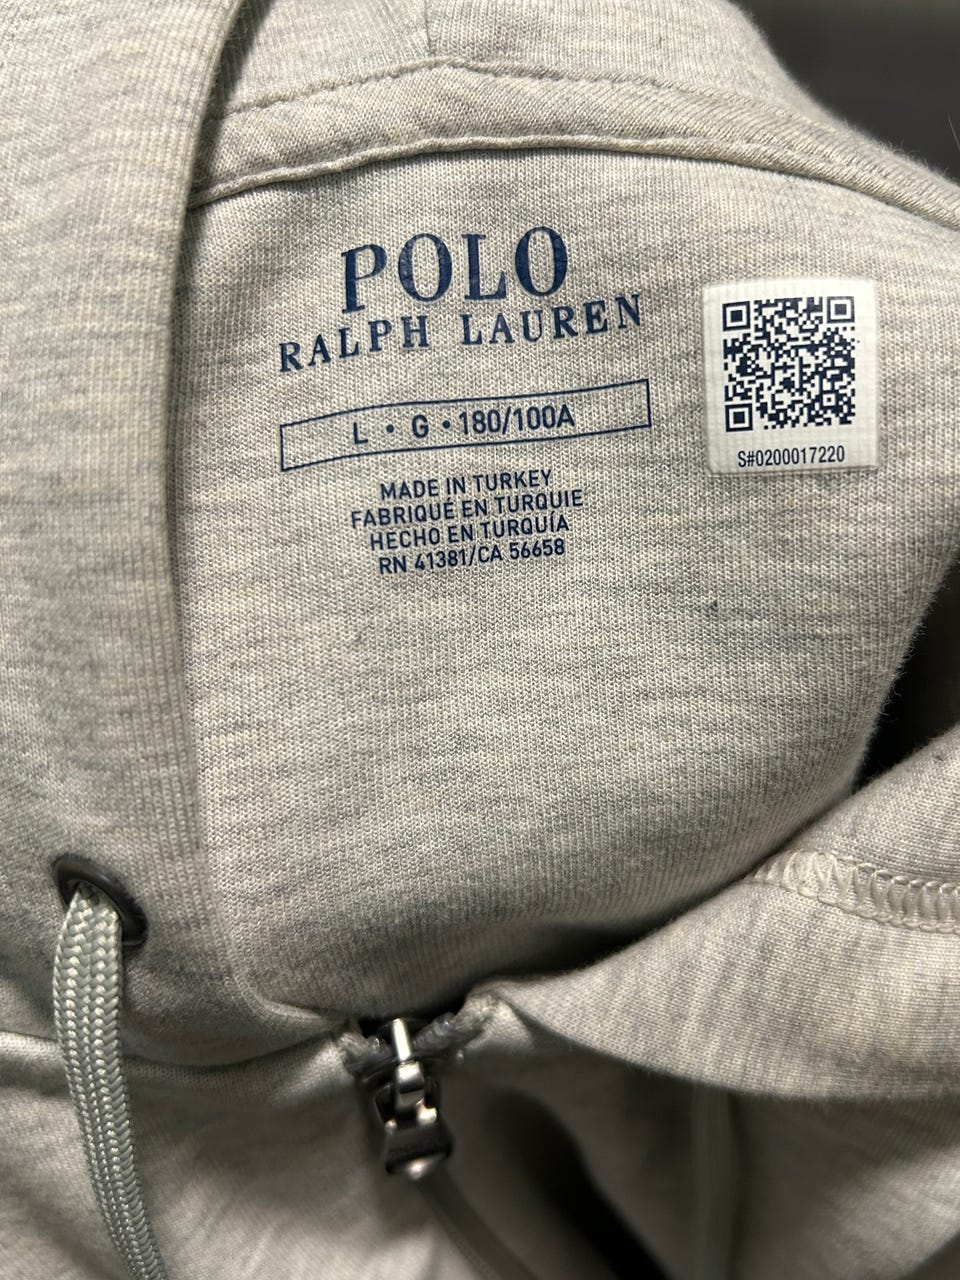 POLO
RALPH LAUREN
L • G • 180/100A
MADE IN TURKEY
FABRIQUÉ EN TURQUIE
HECHO EN TURQUÍA
RN 41381/CA 56658
S#0200017220